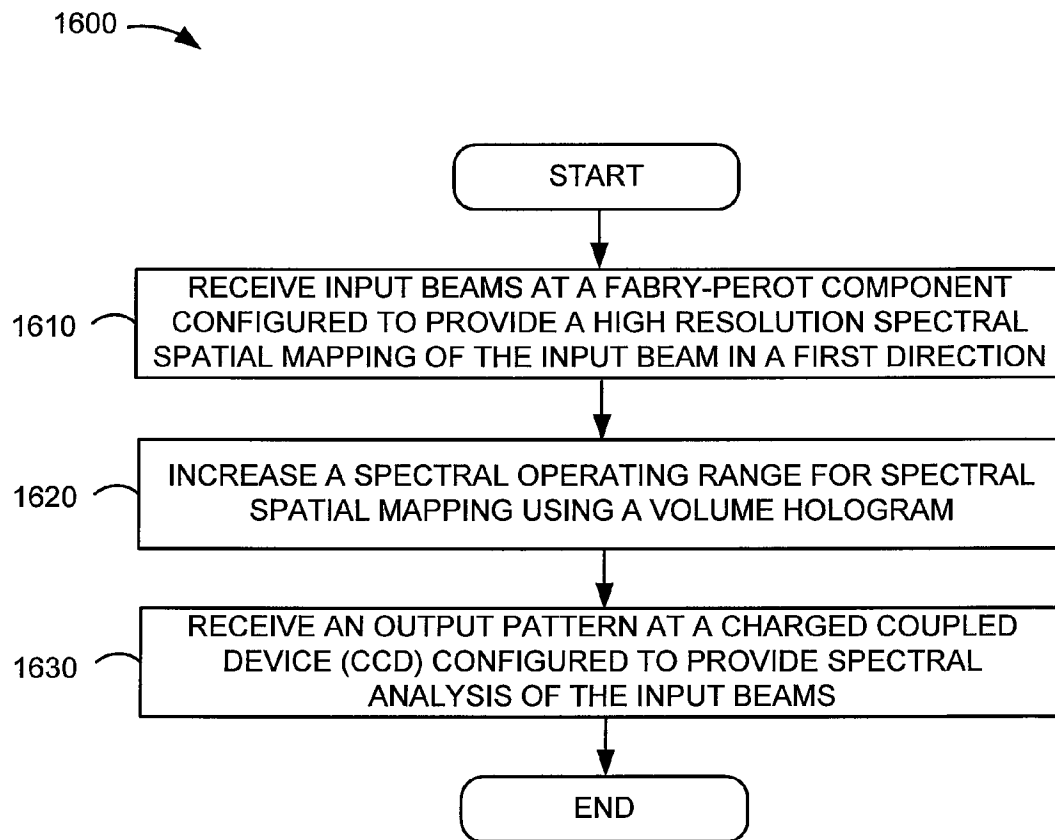 1600
START
1610
RECEIVE INPUT BEAMS AT A FABRY-PEROT COMPONENT
CONFIGURED TO PROVIDE A HIGH RESOLUTION SPECTRAL
SPATIAL MAPPING OF THE INPUT BEAM IN A FIRST DIRECTION
1620
INCREASE A SPECTRAL OPERATING RANGE FOR SPECTRAL
SPATIAL MAPPING USING A VOLUME HOLOGRAM
1630
RECEIVE AN OUTPUT PATTERN AT A CHARGED COUPLED
DEVICE (CCD) CONFIGURED TO PROVIDE SPECTRAL
ANALYSIS OF THE INPUT BEAMS
END